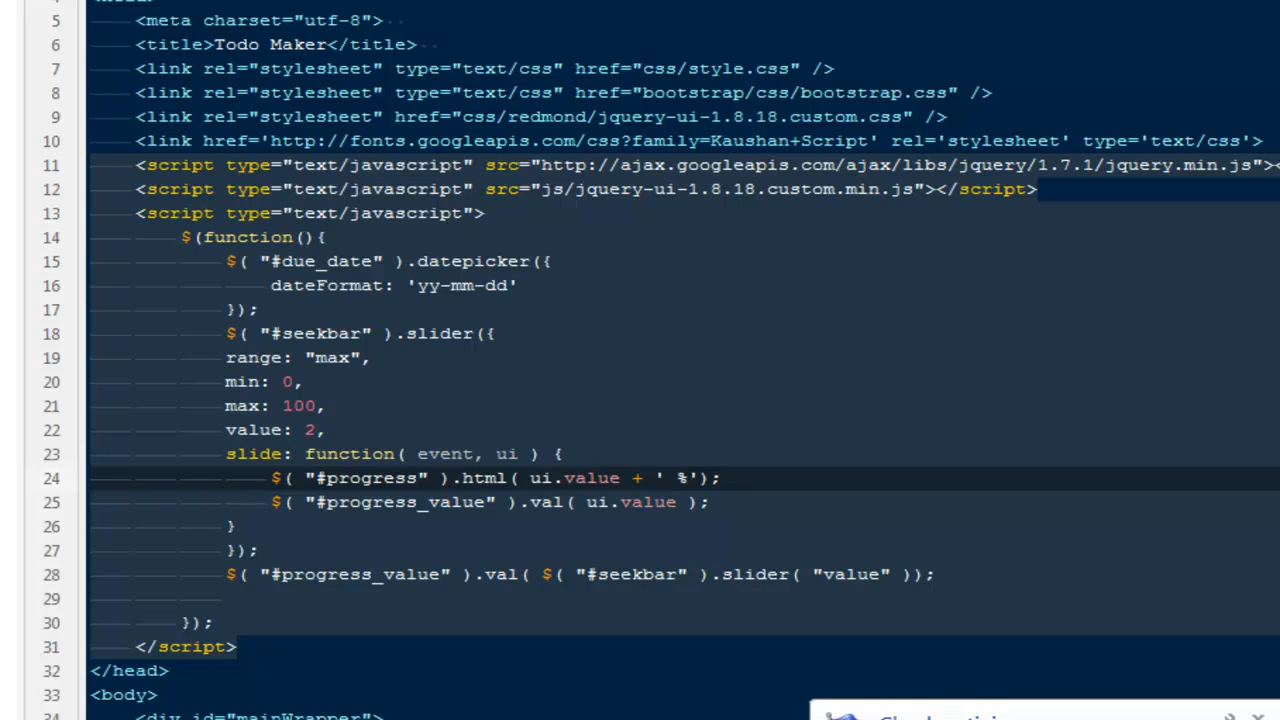 5 <meta charset="utf-8">
6 <title>Todo Maker</title>
7 <link rel="stylesheet" type="text/css" href="css/style.css" />
8 <link rel="stylesheet" type="text/css" href="bootstrap/css/bootstrap.css" />
9 <link rel="stylesheet" href="css/redmond/jquery-ui-1.8.18.custom.css" />
10 <link href='http://fonts.googleapis.com/css?family=Kaushan+Script' rel='stylesheet' type='text/css'>
11 <script type="text/javascript" src="http://ajax.googleapis.com/ajax/libs/jquery/1.7.1/jquery.min.js"><
12 <script type="text/javascript" src="js/jquery-ui-1.8.18.custom.min.js"></script>
13 <script type="text/javascript">
14 $(function(){
15 $( "#due_date" ).datepicker({
16 dateFormat: 'yy-mm-dd'
17 });
18 $( "#seekbar" ).slider({
19 range: "max",
20 min: 0,
21 max: 100,
22 value: 2,
23 slide: function( event, ui ) {
24 $( "#progress" ).html( ui.value + ' %');
25 $( "#progress_value" ).val( ui.value );
26 }
27 });
28 $( "#progress_value" ).val( $( "#seekbar" ).slider( "value" ));
29
30 });
31 </script>
32 </head>
33 <body>
34 <div id="mainWrapper">